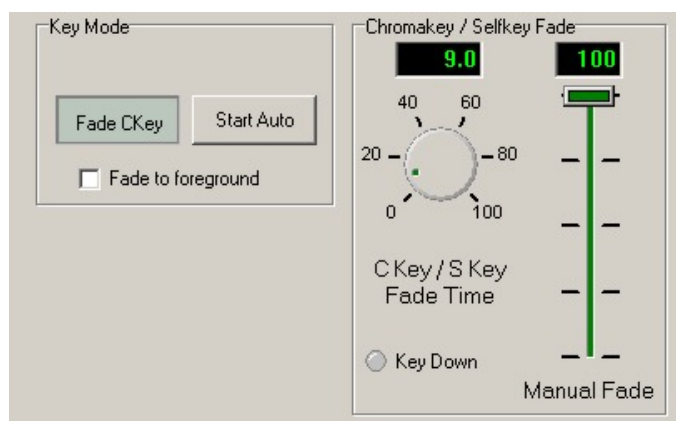 Key Mode
Fade CKey
Start Auto
Fade to foreground
Chromakey / Selfkey Fade
9.0
100
40 60
20 80
0 100
C Key / S Key
Fade Time
Key Down
Manual Fade